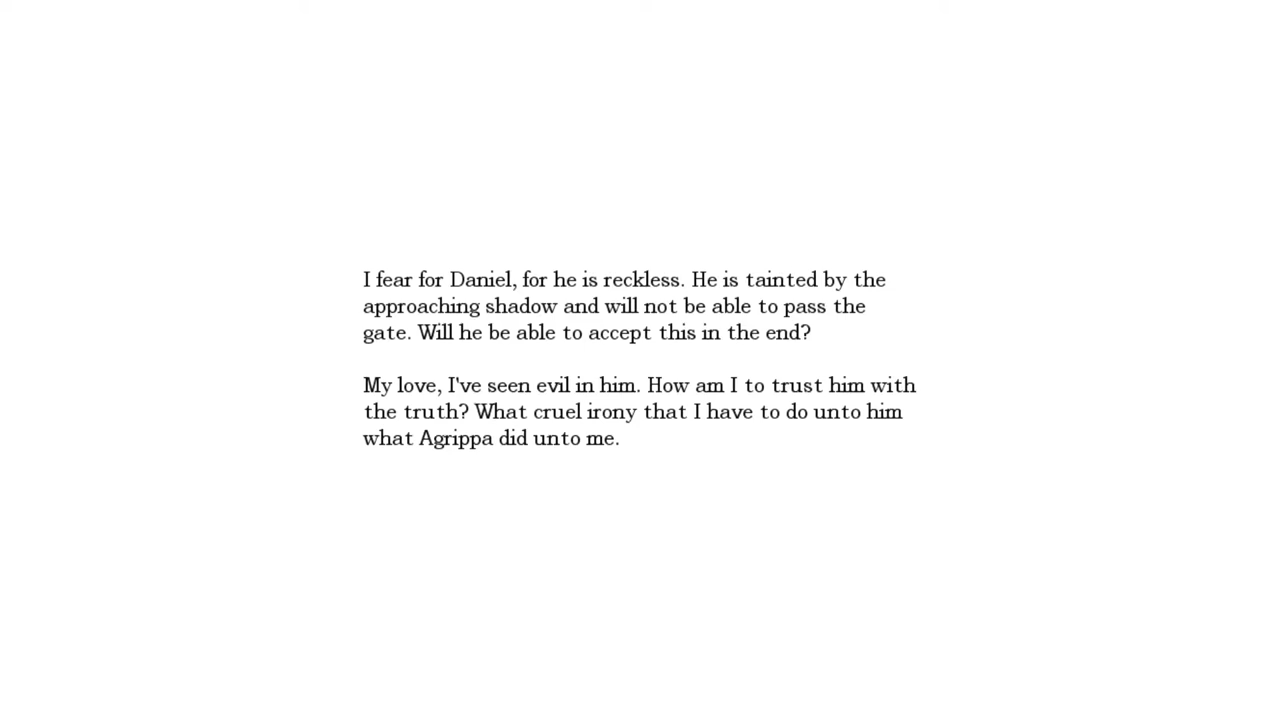 I fear for Daniel, for he is reckless. He is tainted by the
approaching shadow and will not be able to pass the
gate. Will he be able to accept this in the end?
My love, I've seen evil in him. How am I to trust him with
the truth? What cruel irony that I have to do unto him
what Agrippa did unto me.